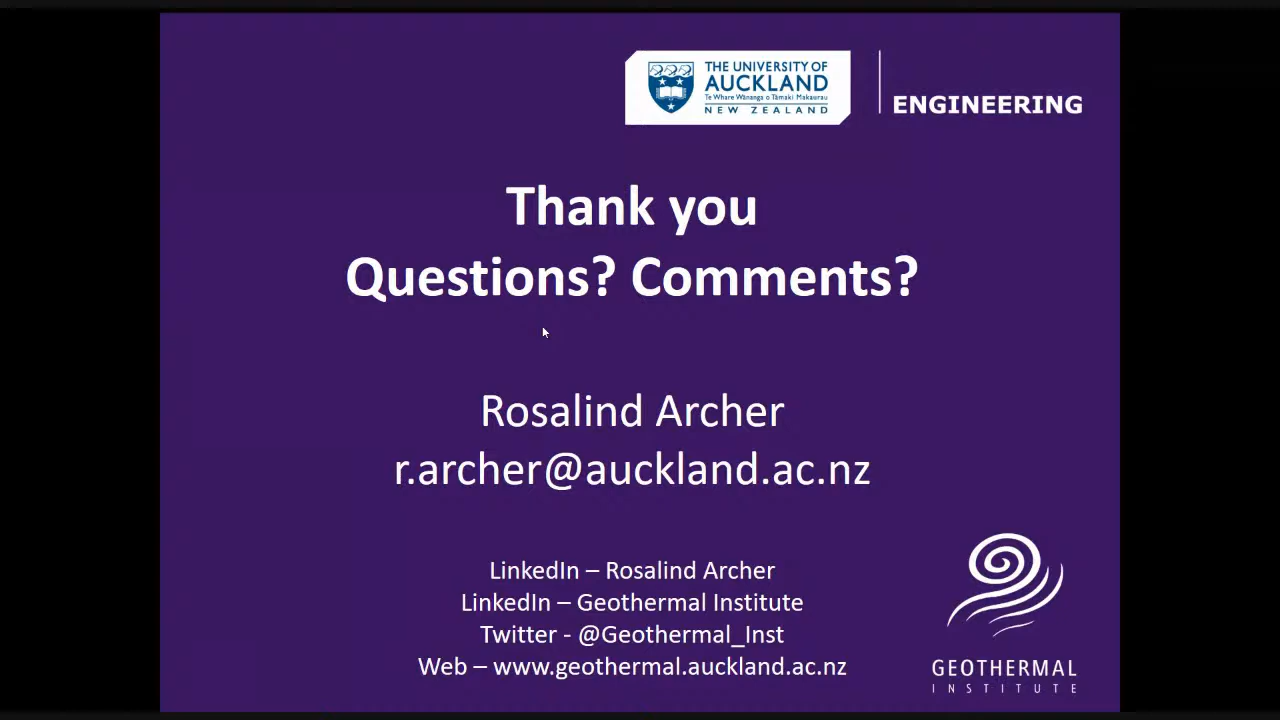 THE UNIVERSITY OF
AUCKLAND
Te Whare Wānanga o Tāmaki Makaurau
NEW ZEALAND
ENGINEERING
Thank you
Questions? Comments?
Rosalind Archer
r.archer@auckland.ac.nz
LinkedIn – Rosalind Archer
LinkedIn – Geothermal Institute
Twitter - @Geothermal_Inst
Web – www.geothermal.auckland.ac.nz
GEOTHERMAL
INSTITUTE